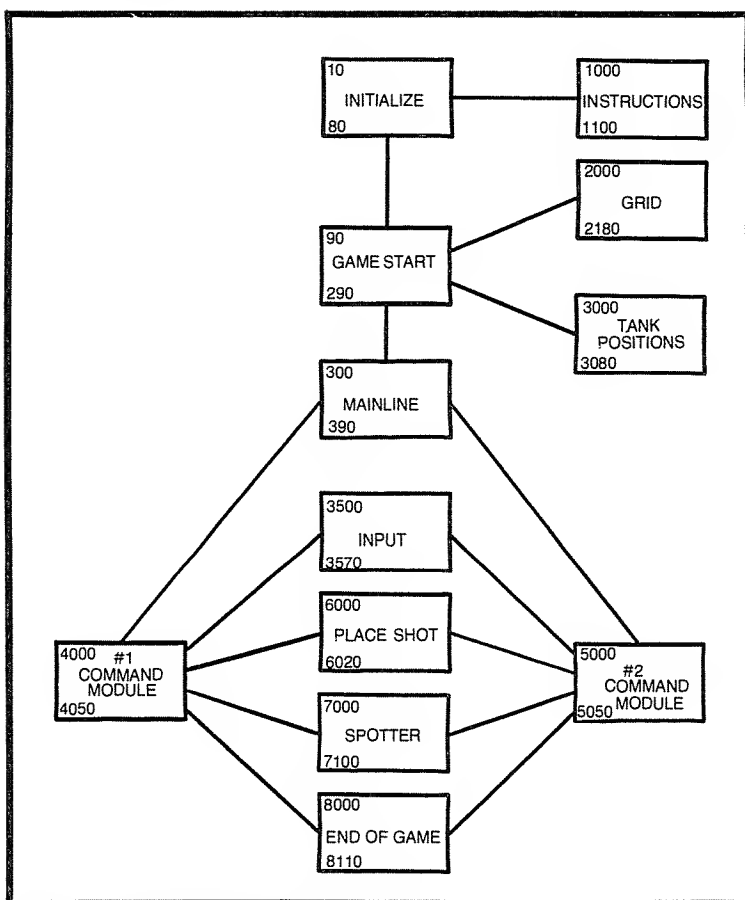 10
INITIALIZE
80
1000
INSTRUCTIONS
1100
2000
GRID
2180
90
GAME START
290
3000
TANK
POSITIONS
3080
300
MAINLINE
390
3500
INPUT
3570
6000
PLACE SHOT
6020
4000
#1
COMMAND
MODULE
4050
5000
#2
COMMAND
MODULE
5050
7000
SPOTTER
7100
8000
END OF GAME
8110